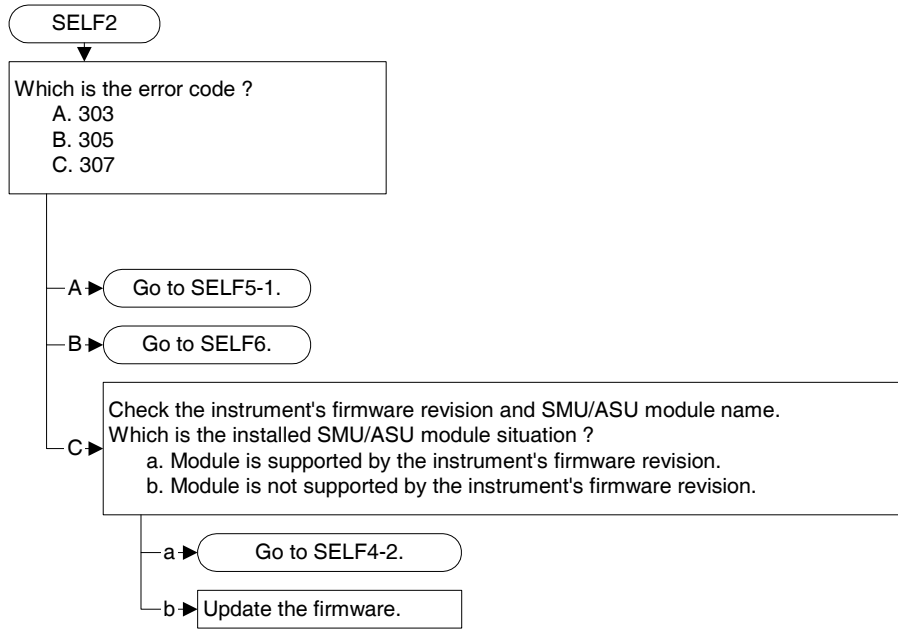 SELF2
Which is the error code ?
A. 303
B. 305
C. 307
A
Go to SELF5-1.
B
Go to SELF6.
Check the instrument's firmware revision and SMU/ASU module name.
Which is the installed SMU/ASU module situation ?
C
a. Module is supported by the instrument's firmware revision.
b. Module is not supported by the instrument's firmware revision.
a
Go to SELF4-2.
b
Update the firmware.